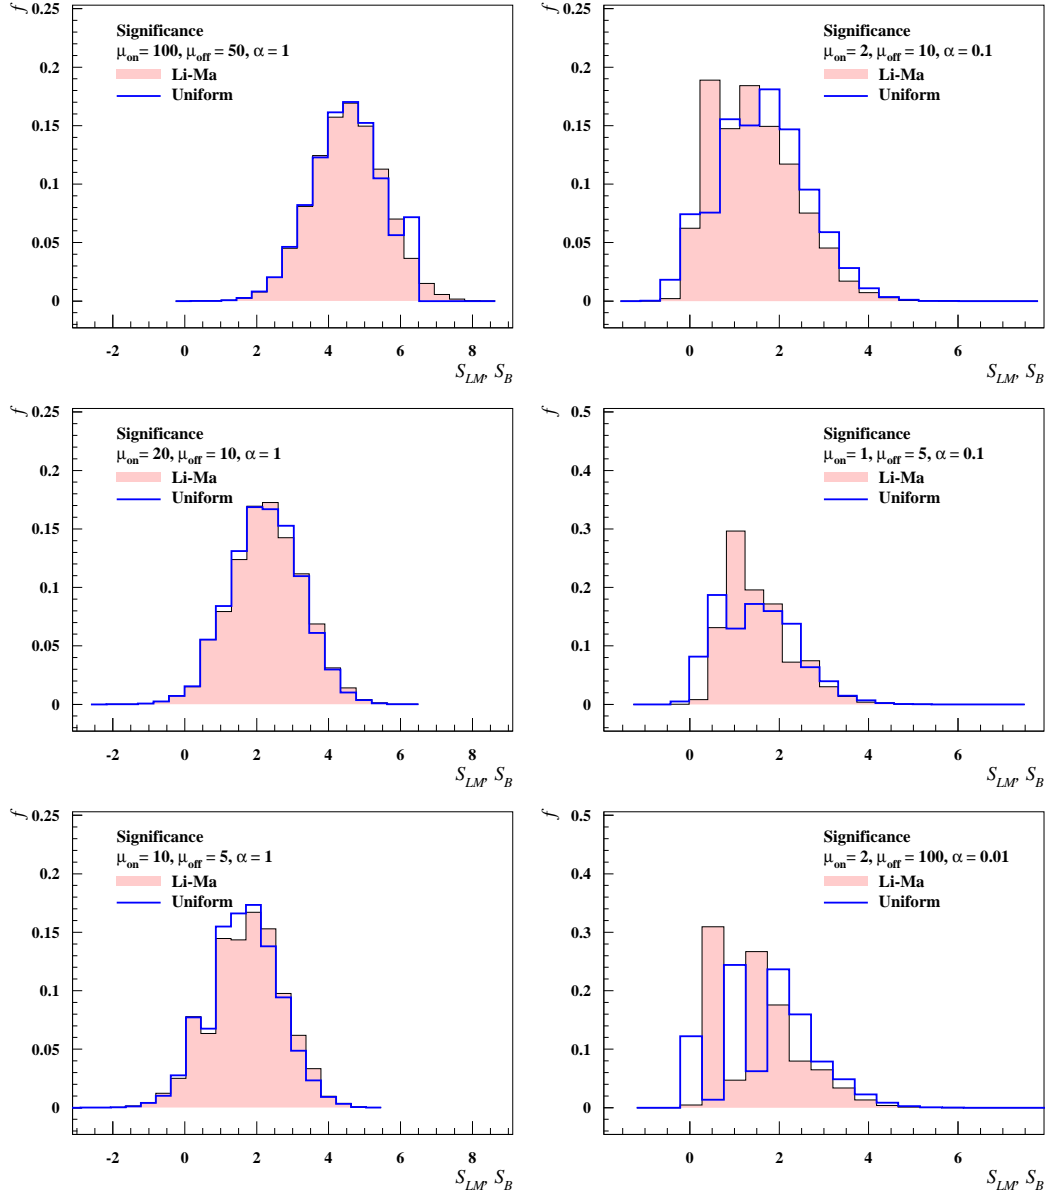 f
0.25
0.2
0.15
0.1
0.05
0
Significance
μon= 100, μoff = 50, α = 1
Li-Ma
Uniform
-2 0 2 4 6 8
SLM, SB
f
0.25
0.2
0.15
0.1
0.05
0
Significance
μon= 2, μoff = 10, α = 0.1
Li-Ma
Uniform
0 2 4 6
SLM, SB
f
0.25
0.2
0.15
0.1
0.05
0
Significance
μon= 20, μoff = 10, α = 1
Li-Ma
Uniform
-2 0 2 4 6 8
SLM, SB
f
0.5
0.4
0.3
0.2
0.1
0
Significance
μon= 1, μoff = 5, α = 0.1
Li-Ma
Uniform
0 2 4 6
SLM, SB
f
0.25
0.2
0.15
0.1
0.05
0
Significance
μon= 10, μoff = 5, α = 1
Li-Ma
Uniform
-2 0 2 4 6 8
SLM, SB
f
0.5
0.4
0.3
0.2
0.1
0
Significance
μon= 2, μoff = 100, α = 0.01
Li-Ma
Uniform
0 2 4 6
SLM, SB